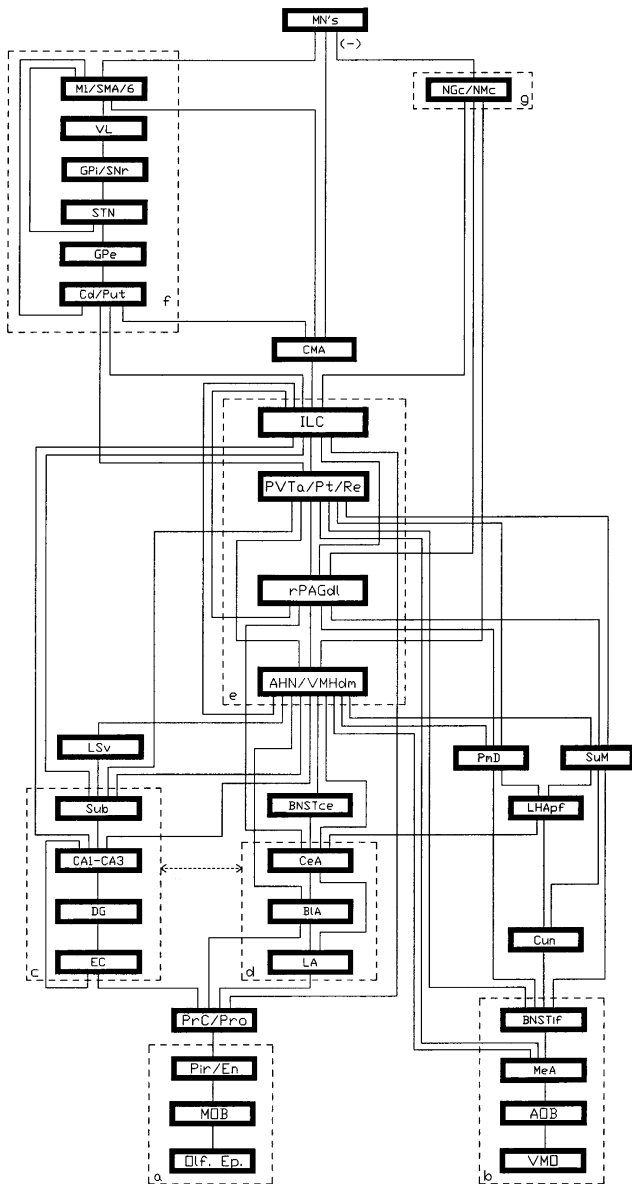 MN's
(-)
M1/SMA/6
NGc/NMc
g
VL
GPi/SNr
STN
GPe
Cd/Put
f
CMA
ILC
PVTa/Pt/Re
rPAGdl
AHN/VMHdm
e
LSv
PmD
SuM
Sub
BNSTce
LHApf
CA1-CA3
CeA
DG
BlA
Cun
EC
c
LA
d
PrC/Pro
BNSTif
Pir/En
MeA
MOB
AOB
Olf. Ep.
a
VMO
b